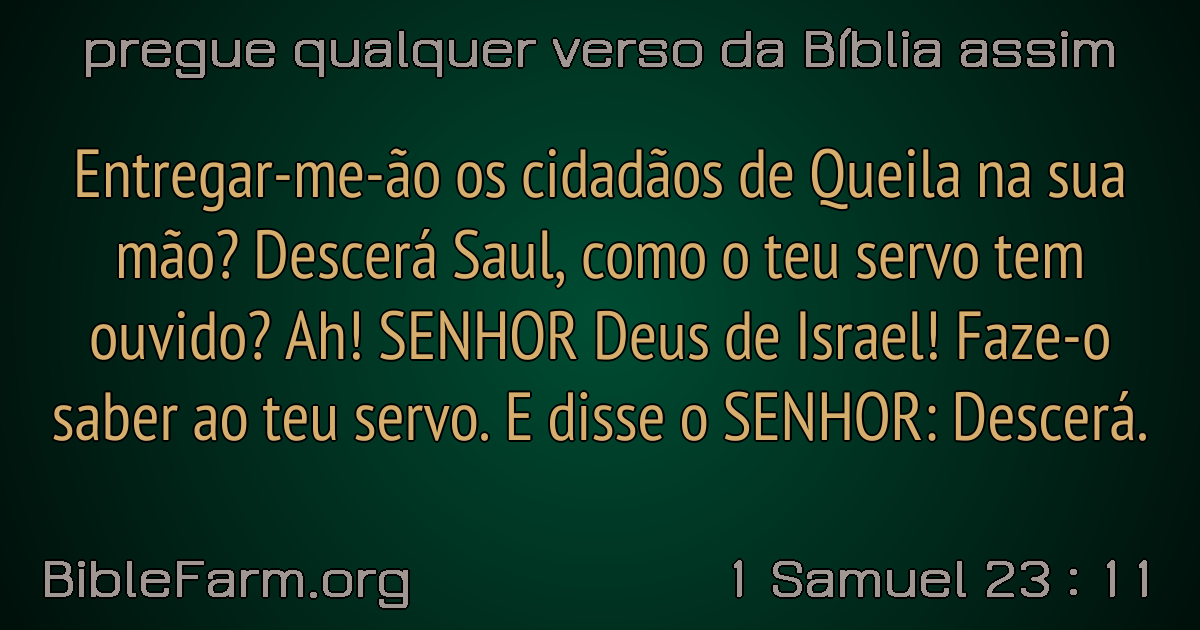 pregue qualquer verso da Bíblia assim
Entregar-me-ão os cidadãos de Queila na sua
mão? Descerá Saul, como o teu servo tem
ouvido? Ah! SENHOR Deus de Israel! Faze-o
saber ao teu servo. E disse o SENHOR: Descerá.
BibleFarm.org
1 Samuel 23 : 11